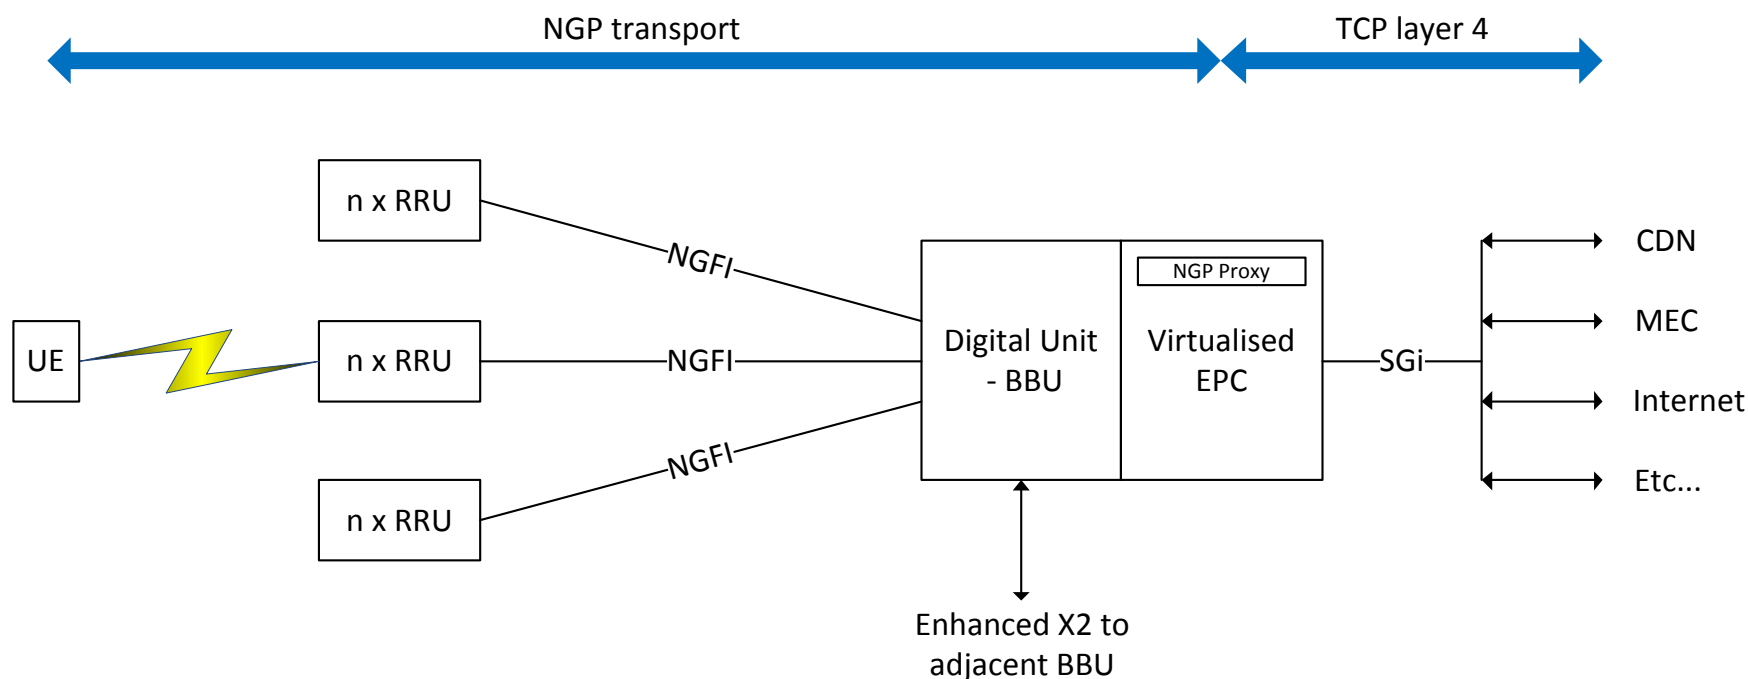 NGP transport
TCP layer 4
n x RRU
NGFI
CDN
NGP Proxy
MEC
UE
n x RRU
NGFI
Digital Unit
- BBU
Virtualised
EPC
SGi
Internet
NGFI
Etc...
n x RRU
Enhanced X2 to
adjacent BBU